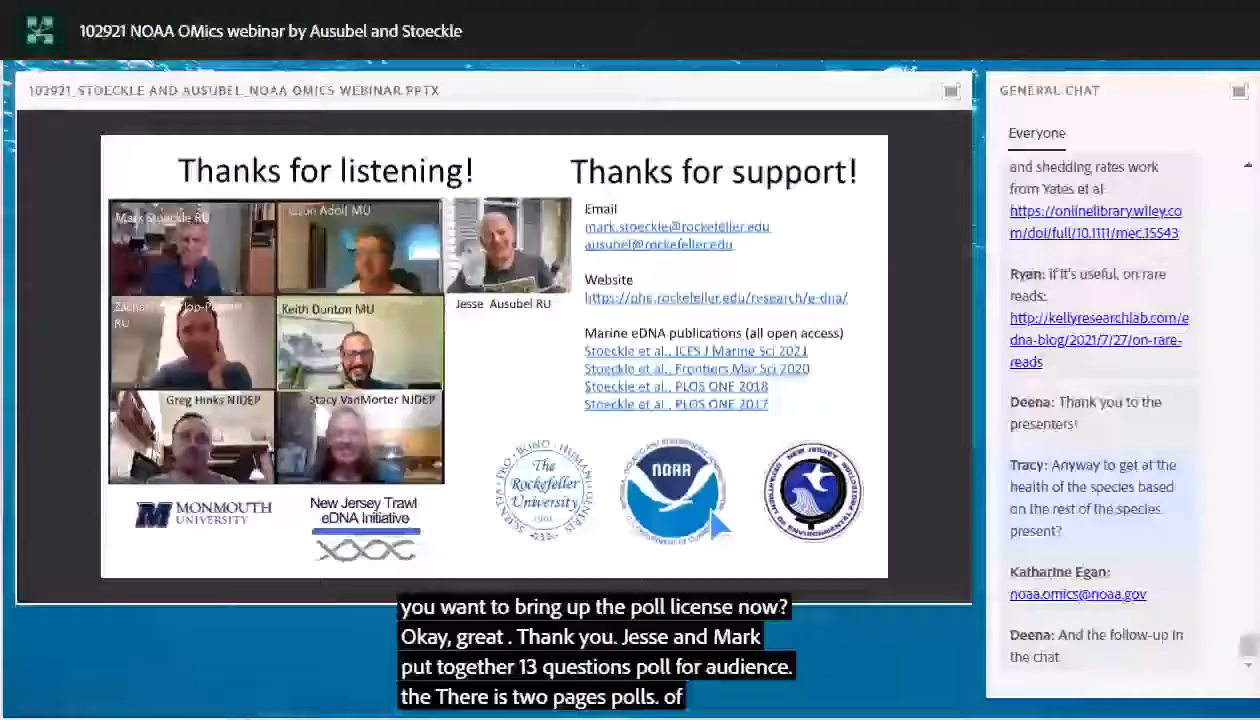 102921 NOAA OMics webinar by Ausubel and Stoeckle
102921_STOECKLE AND AUSUBEL_NOAA OMICS WEBINAR.PPTX
Thanks for listening!
Thanks for support!
Mark Stoeckle RU
Jason Adolf MU
Jesse Ausubel RU
RU
Keith Dunton MU
Greg Hinks NJDEP
Stacy VanMorter NJDEP
Email
mark.stoeckle@rockefeller.edu
ausubel@rockefeller.edu
Website
https://phe.rockefeller.edu/research/e-dna/
Marine eDNA publications (all open access)
Stoeckle et al., ICES J Marine Sci 2021
Stoeckle et al., Frontiers Mar Sci 2020
Stoeckle et al., PLOS ONE 2018
Stoeckle et al., PLOS ONE 2017
MONMOUTH
UNIVERSITY
New Jersey Trawl
eDNA Initiative
The
Rockefeller
University
1901
NOAA
you want to bring up the poll license now?
Okay, great . Thank you. Jesse and Mark
put together 13 questions poll for audience.
the There is two pages polls. of
GENERAL CHAT
Everyone
and shedding rates work
from Yates et al
https://onlinelibrary.wiley.co
m/doi/full/10.1111/mec.15543
Ryan: if it's useful, on rare
reads:
http://kellyresearchlab.com/e
dna-blog/2021/7/27/on-rare-
reads
Deena: Thank you to the
presenters!
Tracy: Anyway to get at the
health of the species based
on the rest of the species
present?
Katharine Egan:
noaa.omics@noaa.gov
Deena: And the follow-up in
the chat